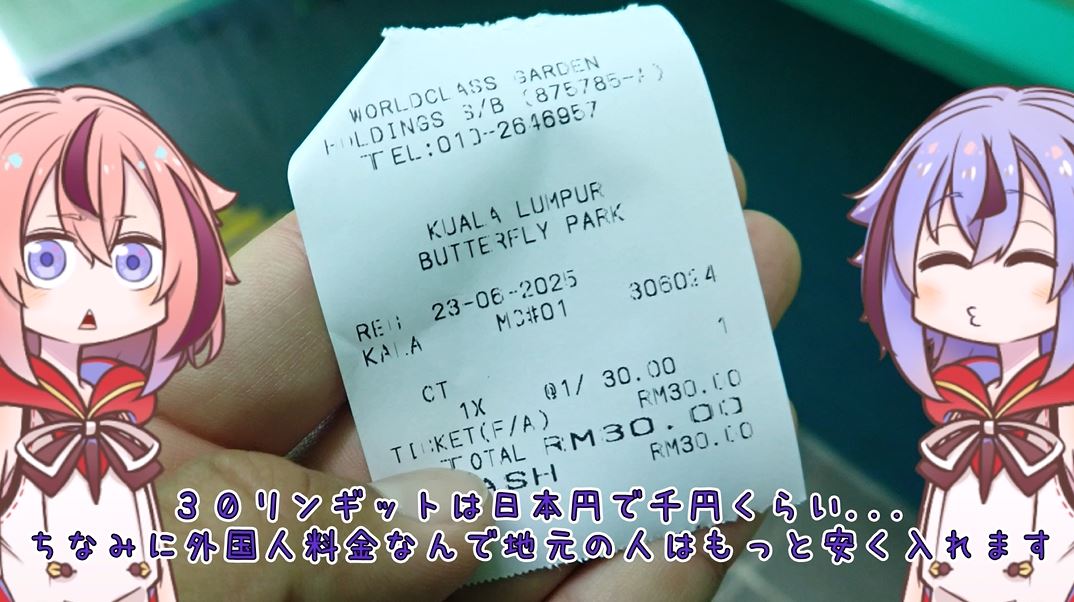 WORLDCLASS GARDEN
HOLDINGS S/B (875785-A)
TEL:010-2646957
KUALA LUMPUR
BUTTERFLY PARK
REG 23-06-2025
MC#01 306034
KALA
1
CT
1X @1/ 30.00
TICKET(F/A) RM30.00
TOTAL RM30.00
CASH RM30.00
30リンギットは日本円で千円くらい...
ちなみに外国人料金なんで地元の人はもっと安く入れます